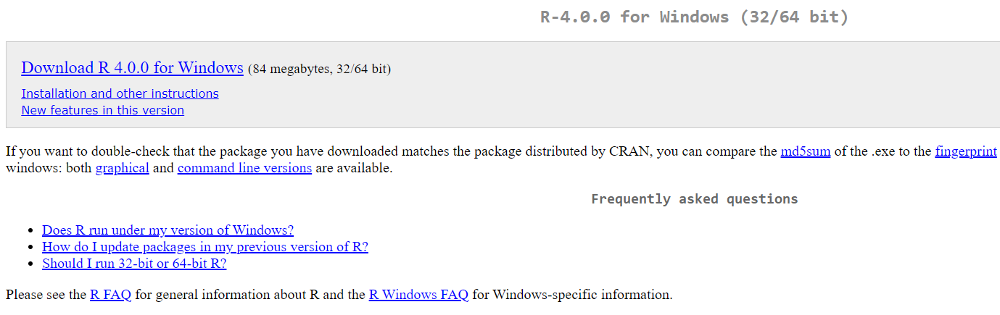 R-4.0.0 for Windows (32/64 bit)
Download R 4.0.0 for Windows (84 megabytes, 32/64 bit)
Installation and other instructions
New features in this version
If you want to double-check that the package you have downloaded matches the package distributed by CRAN, you can compare the md5sum of the .exe to the fingerprint
windows: both graphical and command line versions are available.
Frequently asked questions
• Does R run under my version of Windows?
• How do I update packages in my previous version of R?
• Should I run 32-bit or 64-bit R?
Please see the R FAQ for general information about R and the R Windows FAQ for Windows-specific information.